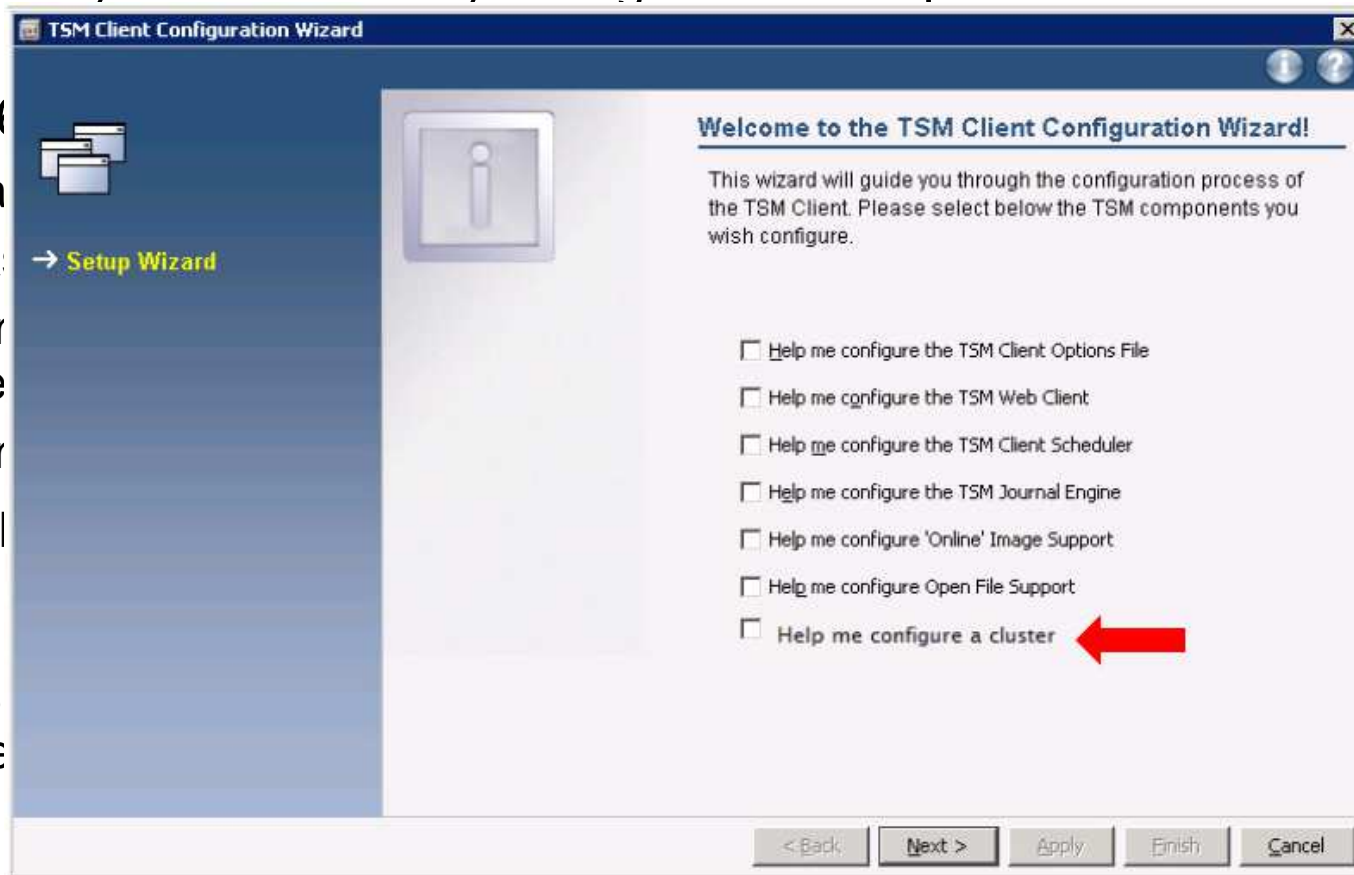 TSM Client Configuration Wizard
Welcome to the TSM Client Configuration Wizard!
This wizard will guide you through the configuration process of
the TSM Client. Please select below the TSM components you
wish configure.
→ Setup Wizard
Help me configure the TSM Client Options File
Help me configure the TSM Web Client
Help me configure the TSM Client Scheduler
Help me configure the TSM Journal Engine
Help me configure 'Online' Image Support
Help me configure Open File Support
Help me configure a cluster
< Back Next > Apply Finish Cancel